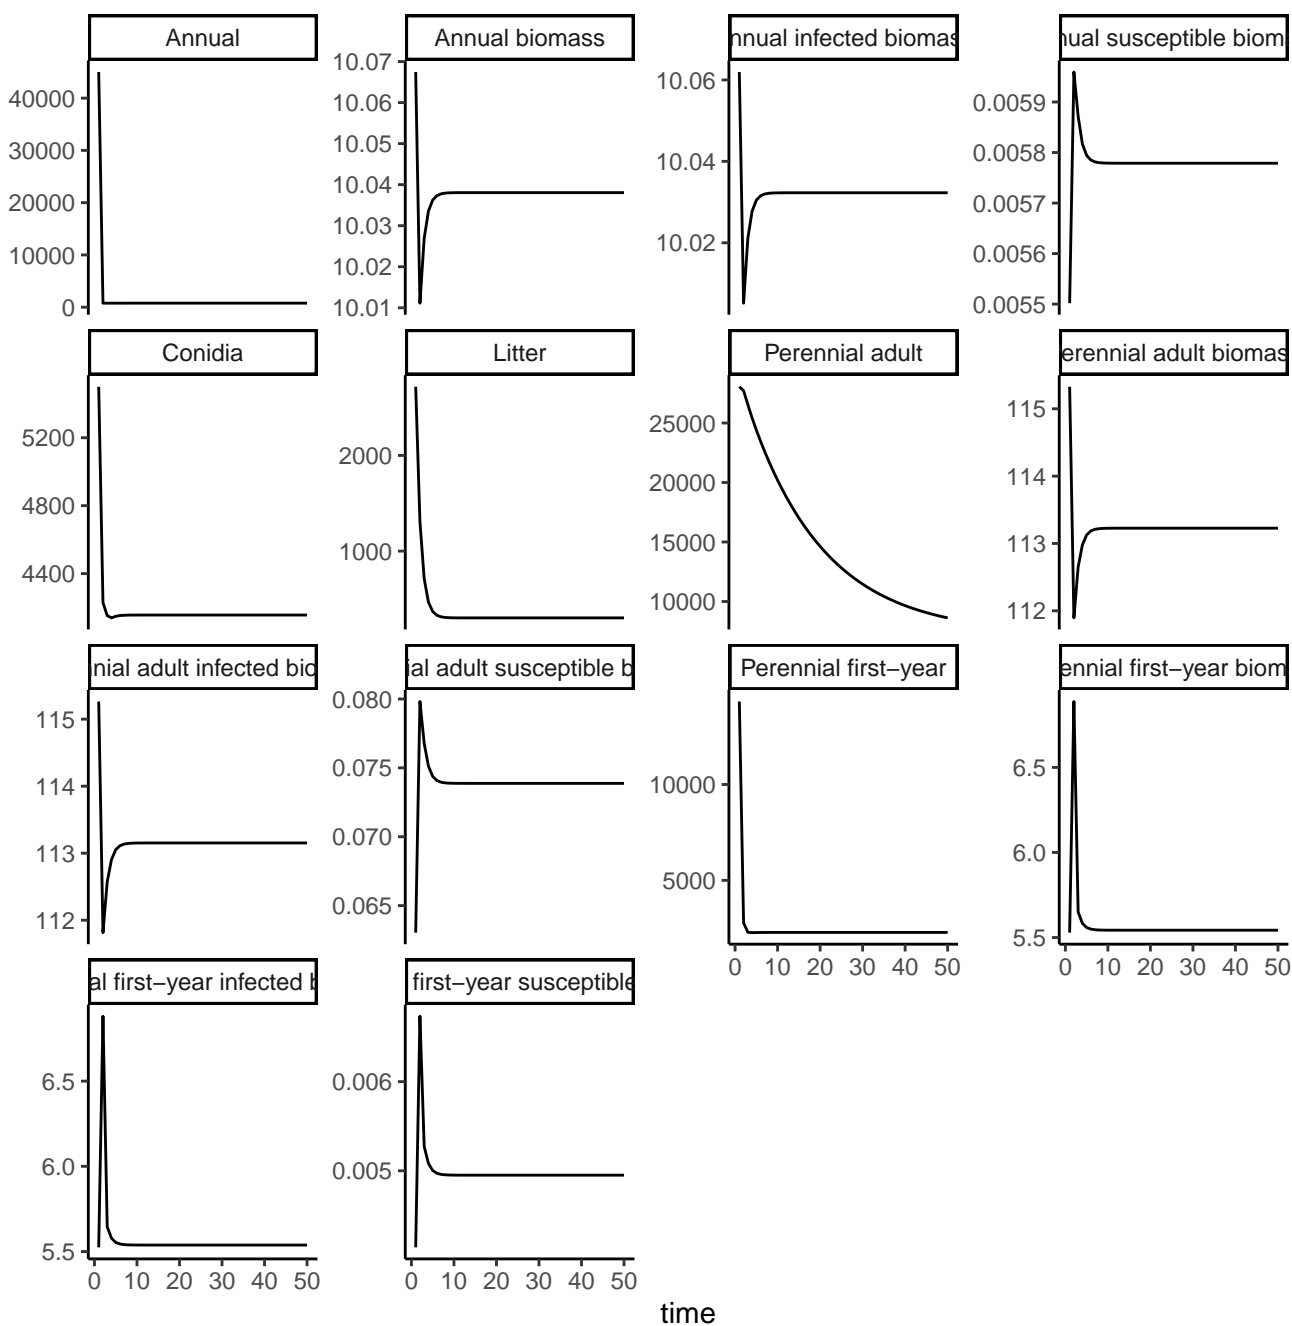 Annual
Annual biomass
nnual infected biomas
nual susceptible biom
40000
30000
20000
10000
0
10.07
10.06
10.05
10.04
10.03
10.02
10.01
10.06
10.04
10.02
0.0059
0.0058
0.0057
0.0056
0.0055
Conidia
Litter
Perennial adult
erennial adult biomas
5200
4800
4400
2000
1000
25000
20000
15000
10000
115
114
113
112
nial adult infected bio
ial adult susceptible b
Perennial first−year
ennial first−year biom
115
114
113
112
0.080
0.075
0.070
0.065
10000
5000
0 10 20 30 40 50
6.5
6.0
5.5
0 10 20 30 40 50
al first−year infected b
first−year susceptible
6.5
6.0
5.5
0 10 20 30 40 50
0.006
0.005
0 10 20 30 40 50
time